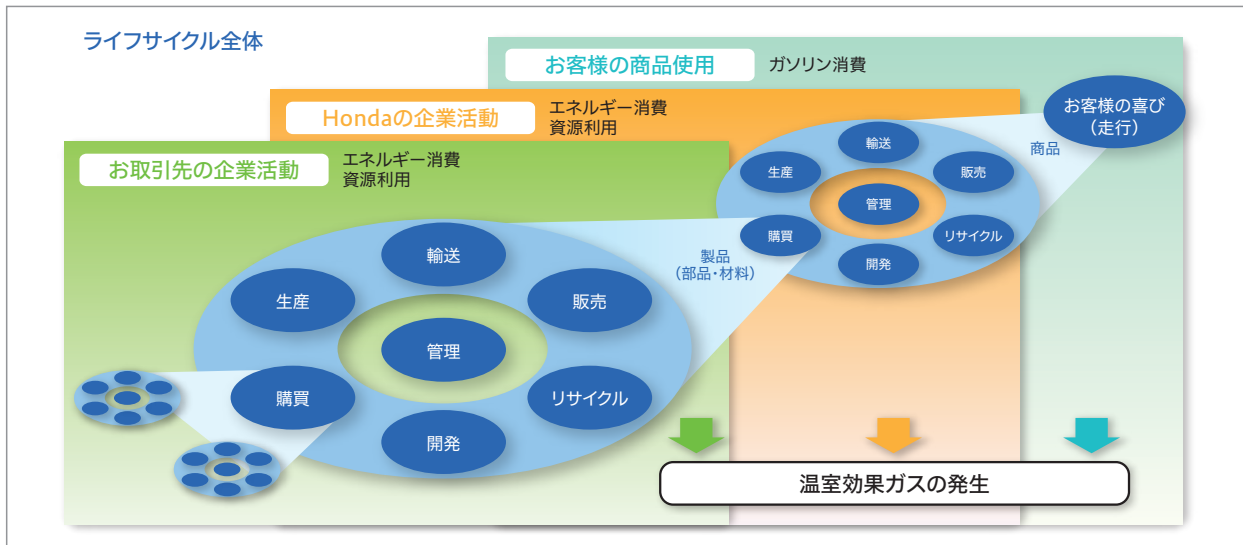 ライフサイクル全体
お客様の商品使用
ガソリン消費
Hondaの企業活動
エネルギー消費
資源利用
お取引先の企業活動
エネルギー消費
資源利用
お客様の喜び
(走行)
商品
輸送
生産
販売
管理
購買
リサイクル
開発
製品
(部品・材料)
輸送
生産
販売
管理
購買
リサイクル
開発
温室効果ガスの発生